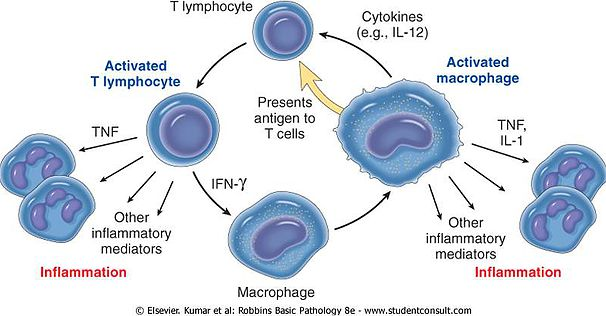 T lymphocyte
Cytokines
(e.g., IL-12)
Activated
T lymphocyte
Activated
macrophage
Presents
antigen to
T cells
TNF
TNF,
IL-1
IFN-γ
Other
inflammatory
mediators
Other
inflammatory
mediators
Inflammation
Inflammation
Macrophage
© Elsevier. Kumar et al: Robbins Basic Pathology 8e - www.studentconsult.com